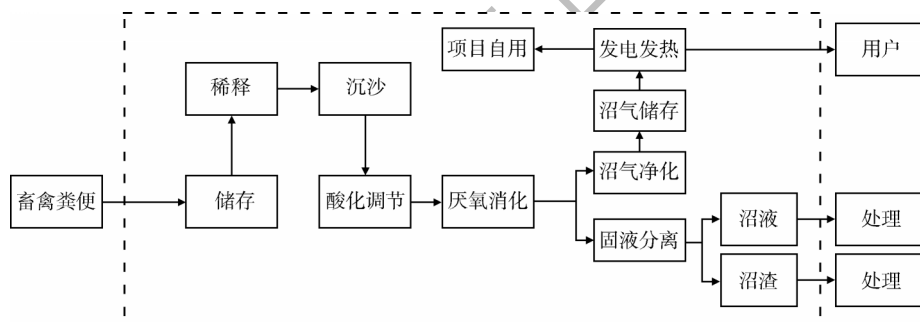 项目自用
发电发热
用户
稀释
沉沙
沼气储存
沼气净化
畜禽粪便
储存
酸化调节
厌氧消化
固液分离
沼液
处理
沼渣
处理